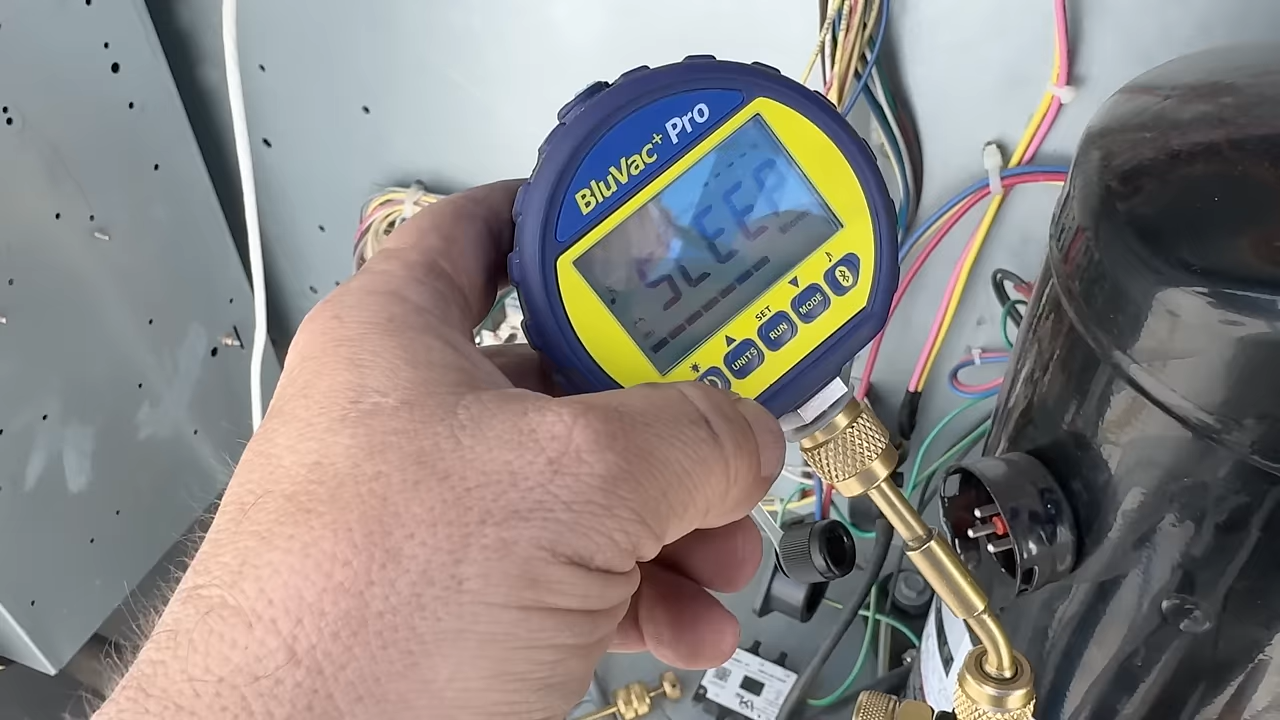 BluVac+ Pro
SLEEP
SET
UNITS
RUN
MODE